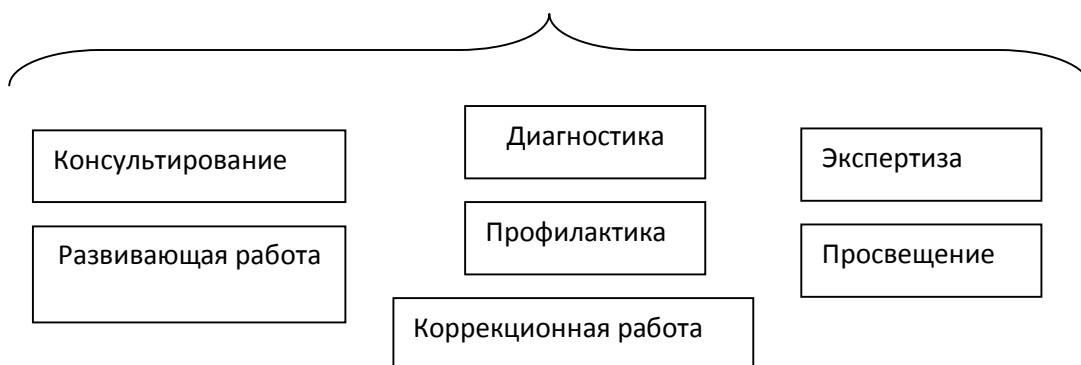 Консультирование
Диагностика
Экспертиза
Развивающая работа
Профилактика
Просвещение
Коррекционная работа